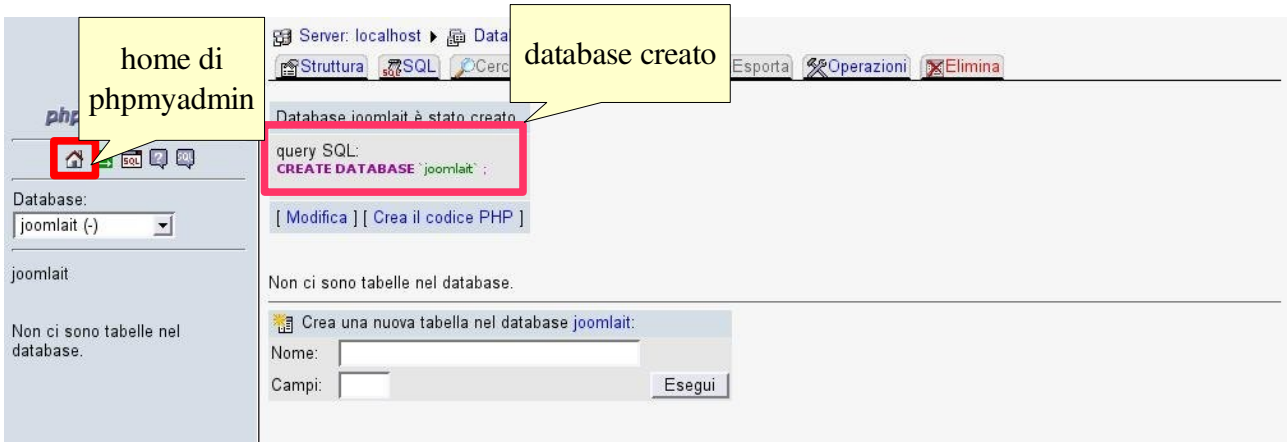 home di
phpmyadmin
database creato
Server: localhost
Struttura SQL Esporta Operazioni Elimina
Database joomlait è stato creato
query SQL:
CREATE DATABASE `joomlait` ;
[ Modifica ] [ Crea il codice PHP ]
Database:
joomlait (-)
joomlait
Non ci sono tabelle nel
database.
Non ci sono tabelle nel database.
Crea una nuova tabella nel database joomlait:
Nome:
Campi:
Esegui